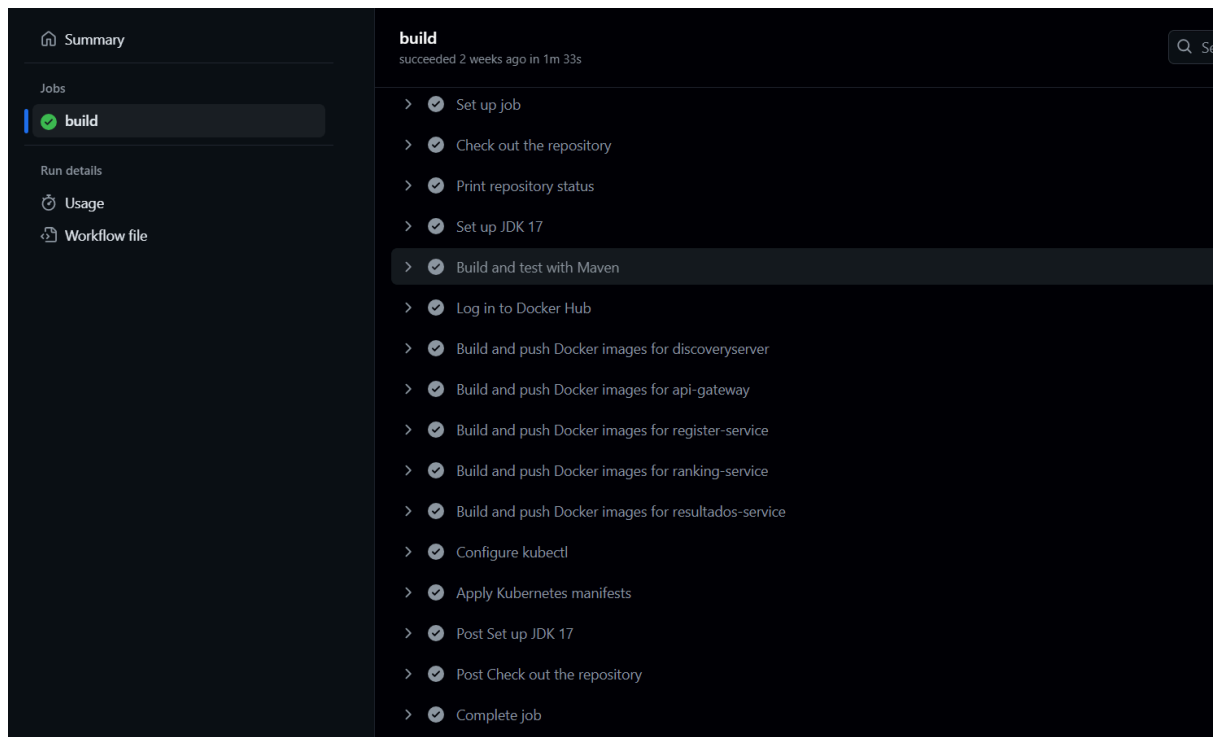 Summary
Jobs
build
Run details
Usage
Workflow file
build
succeeded 2 weeks ago in 1m 33s
Set up job
Check out the repository
Print repository status
Set up JDK 17
Build and test with Maven
Log in to Docker Hub
Build and push Docker images for discoveryserver
Build and push Docker images for api-gateway
Build and push Docker images for register-service
Build and push Docker images for ranking-service
Build and push Docker images for resultados-service
Configure kubectl
Apply Kubernetes manifests
Post Set up JDK 17
Post Check out the repository
Complete job